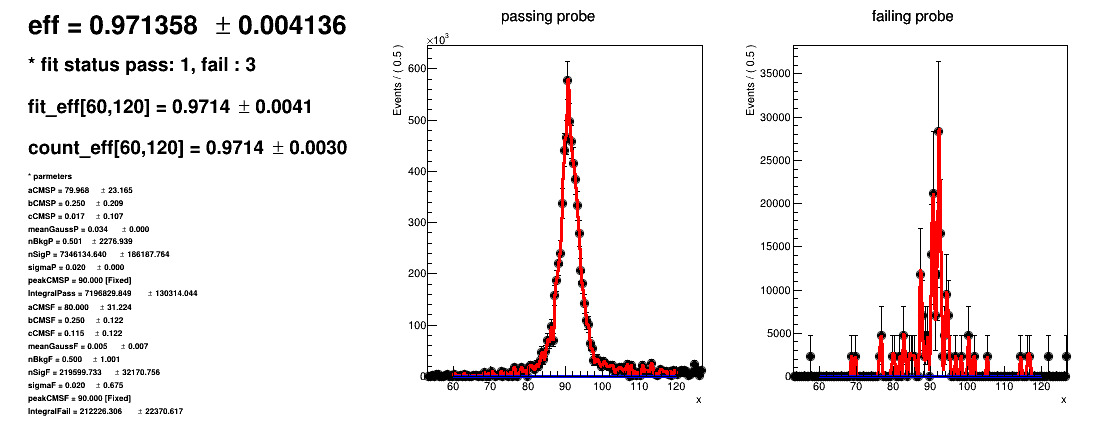 eff = 0.971358 ± 0.004136
* fit status pass: 1, fail : 3
fit_eff[60,120] = 0.9714 ± 0.0041
count_eff[60,120] = 0.9714 ± 0.0030
* parmeters
aCMSP = 79.968 ± 23.165
bCMSP = 0.250 ± 0.209
cCMSP = 0.017 ± 0.107
meanGaussP = 0.034 ± 0.000
nBkgP = 0.501 ± 2276.939
nSigP = 7346134.640 ± 186187.764
sigmaP = 0.020 ± 0.000
peakCMSP = 90.000 [Fixed]
IntegralPass = 7196829.849 ± 130314.044
aCMSF = 80.000 ± 31.224
bCMSF = 0.250 ± 0.122
cCMSF = 0.115 ± 0.122
meanGaussF = 0.005 ± 0.007
nBkgF = 0.500 ± 1.001
nSigF = 219599.733 ± 32170.756
sigmaF = 0.020 ± 0.675
peakCMSF = 90.000 [Fixed]
IntegralFail = 212226.306 ± 22370.617
passing probe
×10³
Events / ( 0.5 )
600
500
400
300
200
100
0
60 70 80 90 100 110 120
x
failing probe
Events / ( 0.5 )
35000
30000
25000
20000
15000
10000
5000
0
60 70 80 90 100 110 120
x